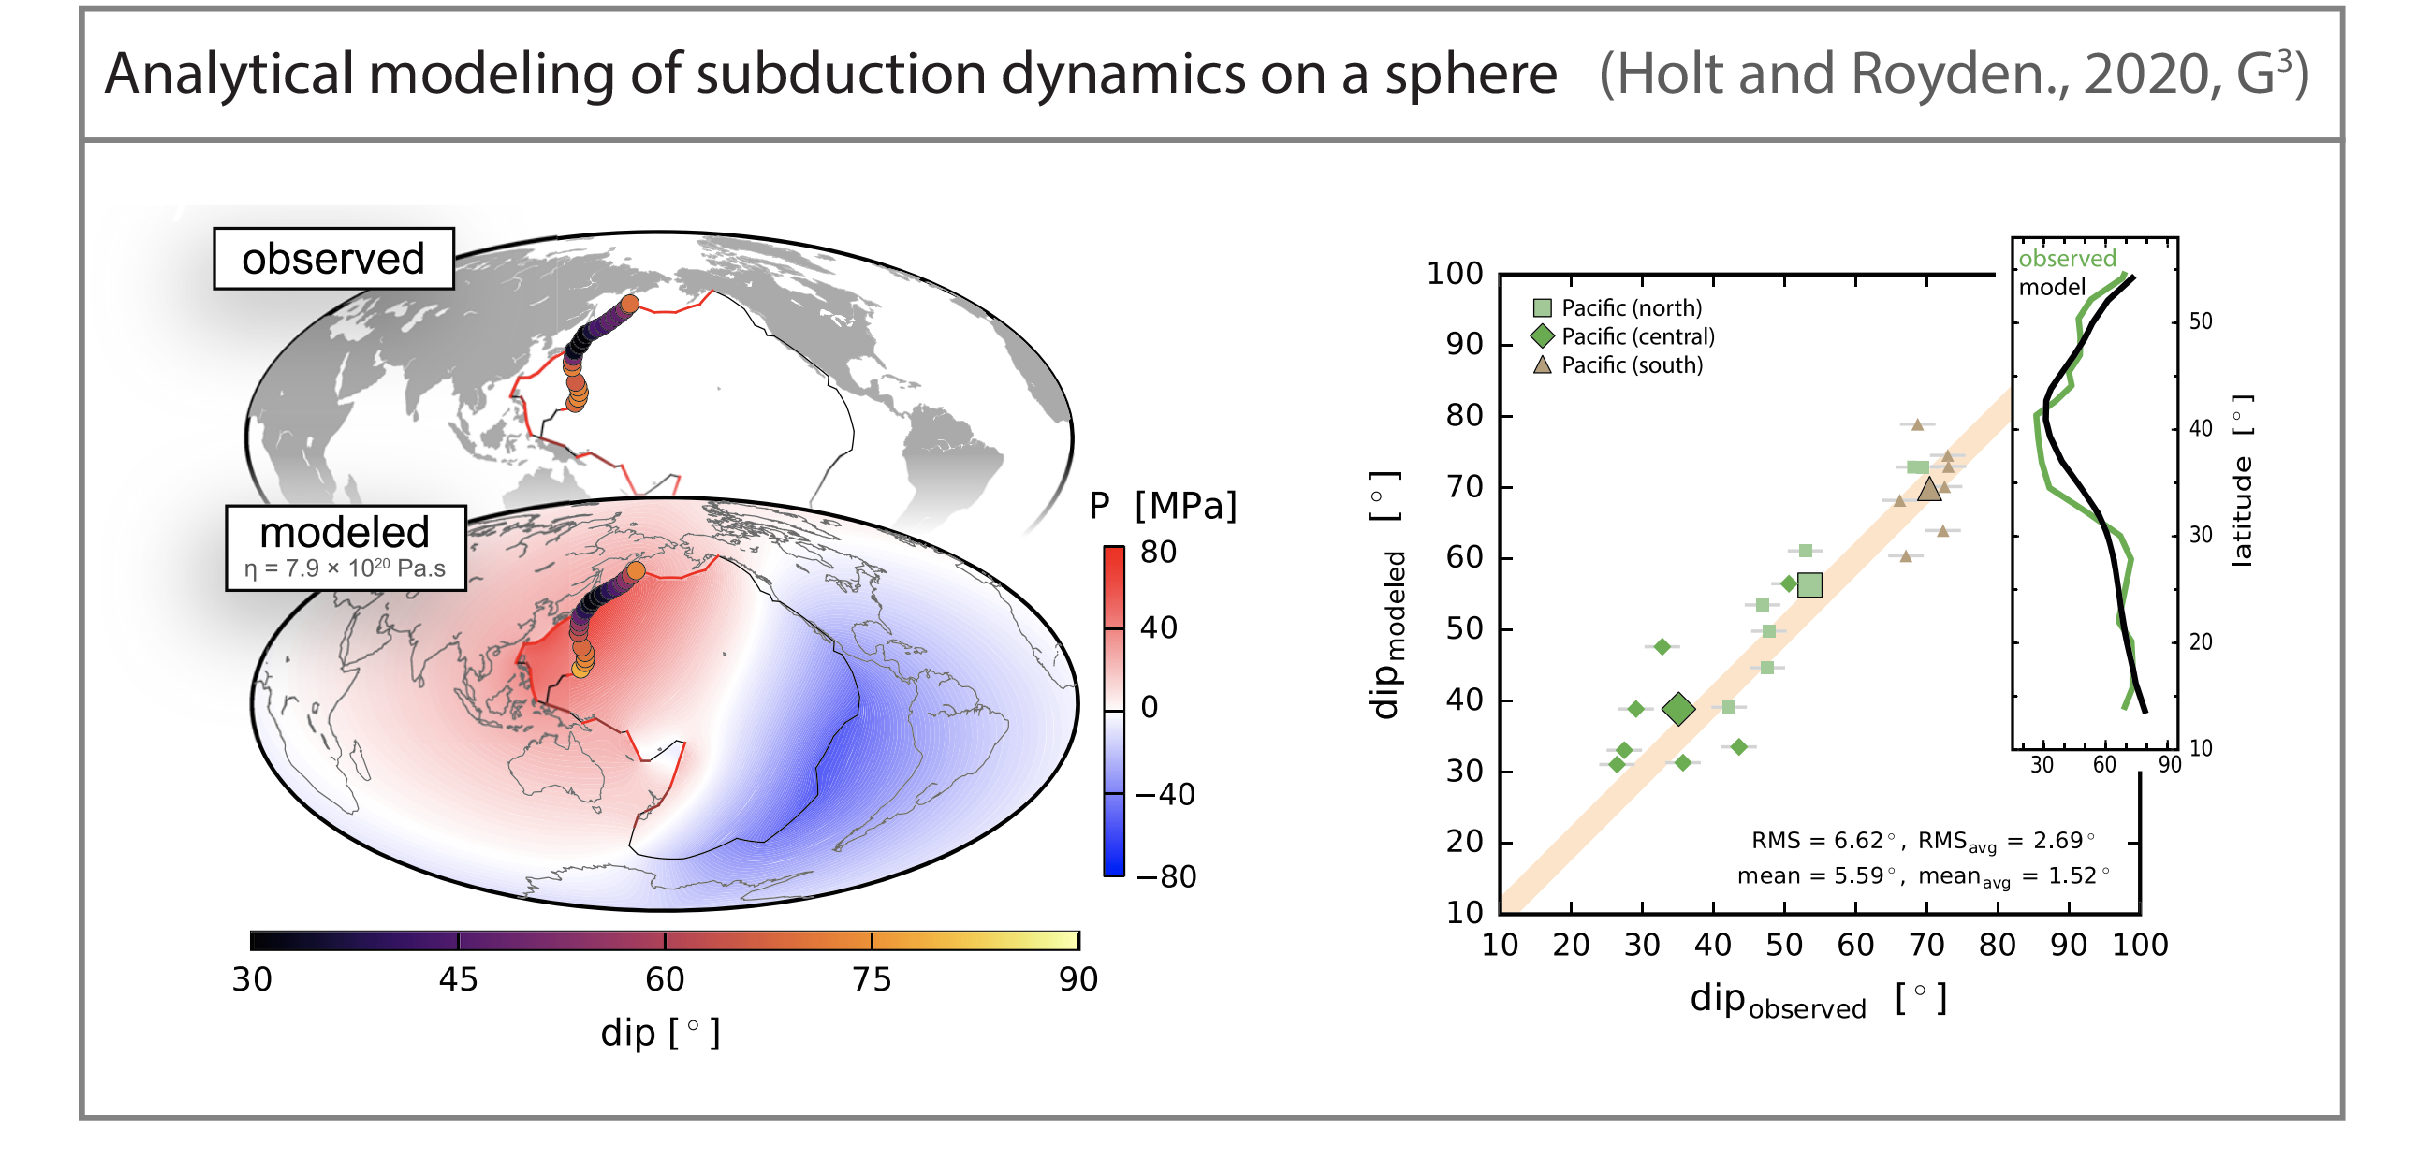 Analytical modeling of subduction dynamics on a sphere (Holt and Royden., 2020, G³)
observed
modeled
η = 7.9 × 10²⁰ Pa.s
P [MPa]
80
40
0
−40
−80
30 45 60 75 90
dip [°]
100
90
80
70
60
50
40
30
20
10
dip_modeled [°]
Pacific (north)
Pacific (central)
Pacific (south)
RMS = 6.62°, RMS_avg = 2.69°
mean = 5.59°, mean_avg = 1.52°
10 20 30 40 50 60 70 80 90 100
dip_observed [°]
observed
model
50
40
30
20
10
30 60 90
latitude [°]